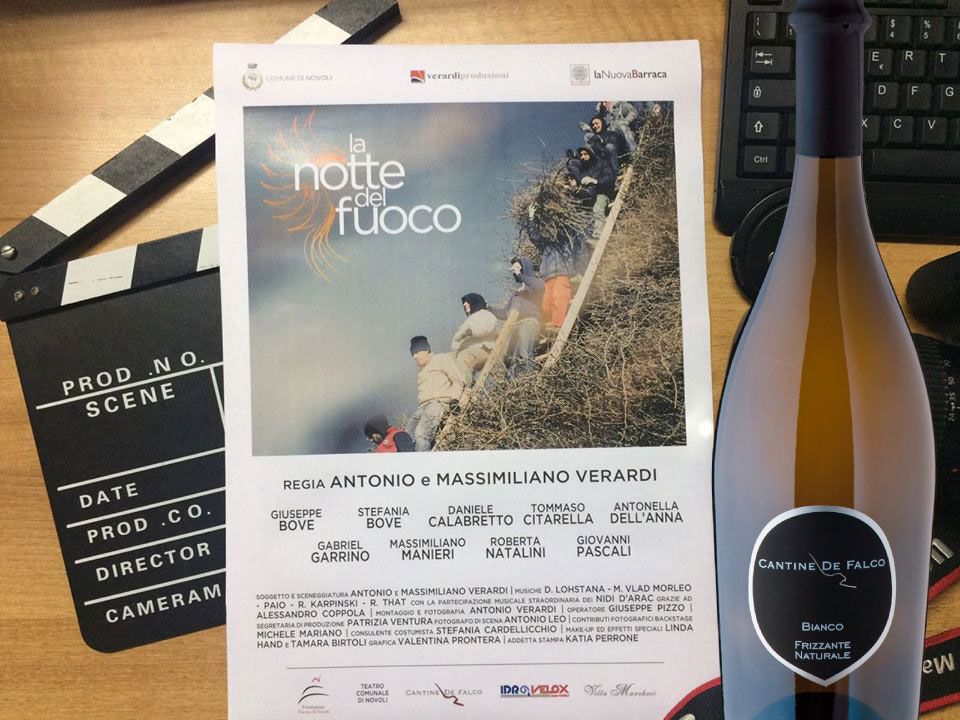 COMUNE DI NOVOLI
verardiproduzioni
laNuovaBarraca
la
notte
del
fuoco
REGIA ANTONIO e MASSIMILIANO VERARDI
GIUSEPPE BOVE
STEFANIA BOVE
DANIELE CALABRETTO
TOMMASO CITARELLA
ANTONELLA DELL'ANNA
GABRIEL GARRINO
MASSIMILIANO MANIERI
ROBERTA NATALINI
GIOVANNI PASCALI
SOGGETTO E SCENEGGIATURA ANTONIO E MASSIMILIANO VERARDI | MUSICHE D. LOHSTANA - M. VLAD MORLEO
- PAIO - R. KARPINSKI - R. THAT CON LA PARTECIPAZIONE MUSICALE STRAORDINARIA DEI NIDI D'ARAC GRAZIE AD
ALESSANDRO COPPOLA | MONTAGGIO E FOTOGRAFIA ANTONIO VERARDI | OPERATORE GIUSEPPE PIZZO |
SEGRETARIA DI PRODUZIONE PATRIZIA VENTURA FOTOGRAFO DI SCENA ANTONIO LEO | CONTRIBUTI FOTOGRAFICI BACKSTAGE
MICHELE MARIANO | CONSULENTE COSTUMISTA STEFANIA CARDELLICCHIO | MAKE-UP ED EFFETTI SPECIALI LINDA
HAND E TAMARA BIRTOLI GRAFICA VALENTINA PRONTERA | ADDETTA STAMPA KATIA PERRONE
TEATRO
COMUNALE
DI NOVOLI
CANTINE DE FALCO
IDROVELOX
Villa Marchesi
PROD .NO.
SCENE
DATE
PROD .CO.
DIRECTOR
CAMERAM
E R T
D F G
X C V
Ctrl
CANTINE DE FALCO
BIANCO
FRIZZANTE
NATURALE